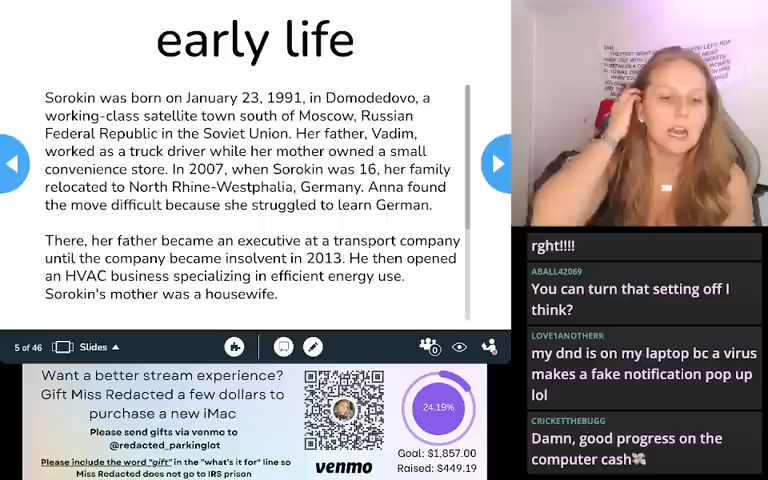 early life
Sorokin was born on January 23, 1991, in Domodedovo, a
working-class satellite town south of Moscow, Russian
Federal Republic in the Soviet Union. Her father, Vadim,
worked as a truck driver while her mother owned a small
convenience store. In 2007, when Sorokin was 16, her family
relocated to North Rhine-Westphalia, Germany. Anna found
the move difficult because she struggled to learn German.
There, her father became an executive at a transport company
until the company became insolvent in 2013. He then opened
an HVAC business specializing in efficient energy use.
Sorokin's mother was a housewife.
5 of 46
Slides
0
Want a better stream experience?
Gift Miss Redacted a few dollars to
purchase a new iMac
Please send gifts via venmo to
@redacted_parkinglot
Please include the word "gift" in the "what's it for" line so
Miss Redacted does not go to IRS prison
venmo
24.19%
Goal: $1,857.00
Raised: $449.19
rght!!!!
ABALL42069
You can turn that setting off I
think?
LOVE1ANOTHERR
my dnd is on my laptop bc a virus
makes a fake notification pop up
lol
CRICKETTHEBUGG
Damn, good progress on the
computer cash💸